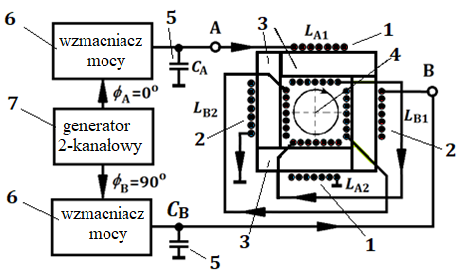 6
5
A
3
L_A1
1
wzmacniacz
mocy
C_A
4
7
ϕ_A=0°
L_B2
B
generator
2-kanałowy
2
L_B1
2
ϕ_B=90°
6
C_B
L_A2
wzmacniacz
mocy
5
3
1